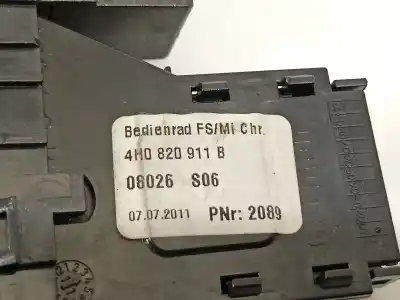 Bedienrad FS/MI Chr.
4H0 820 911 B
08026 S06
07.07.2011 PNr: 2089